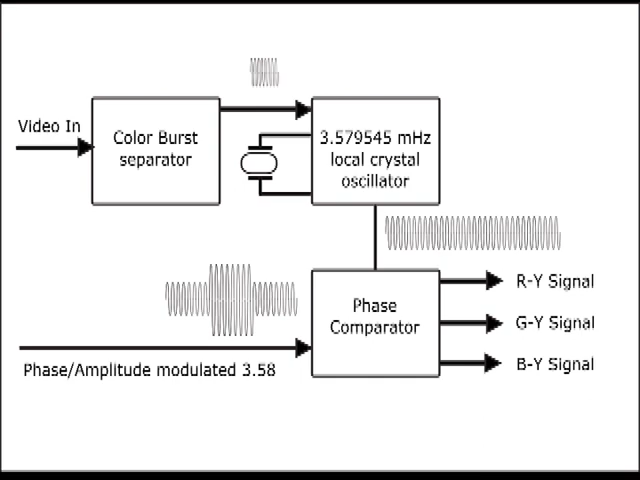 Video In
Color Burst
separator
3.579545 mHz
local crystal
oscillator
Phase
Comparator
R-Y Signal
G-Y Signal
B-Y Signal
Phase/Amplitude modulated 3.58